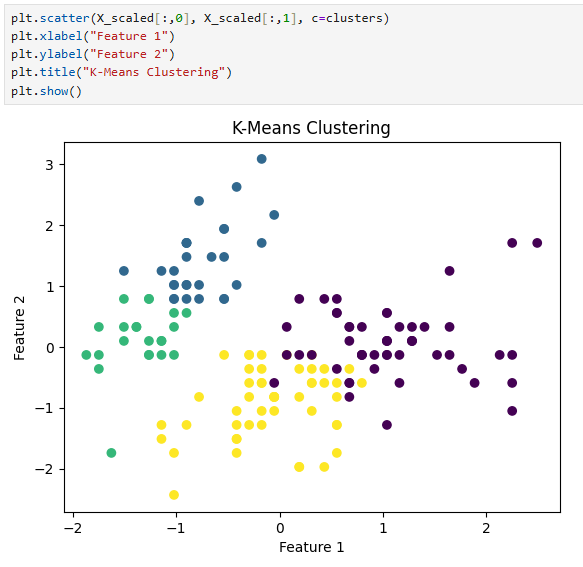 plt.scatter(X_scaled[:,0], X_scaled[:,1], c=clusters)
plt.xlabel("Feature 1")
plt.ylabel("Feature 2")
plt.title("K-Means Clustering")
plt.show()
K-Means Clustering
3
2
1
0
−1
−2
Feature 2
−2 −1 0 1 2
Feature 1